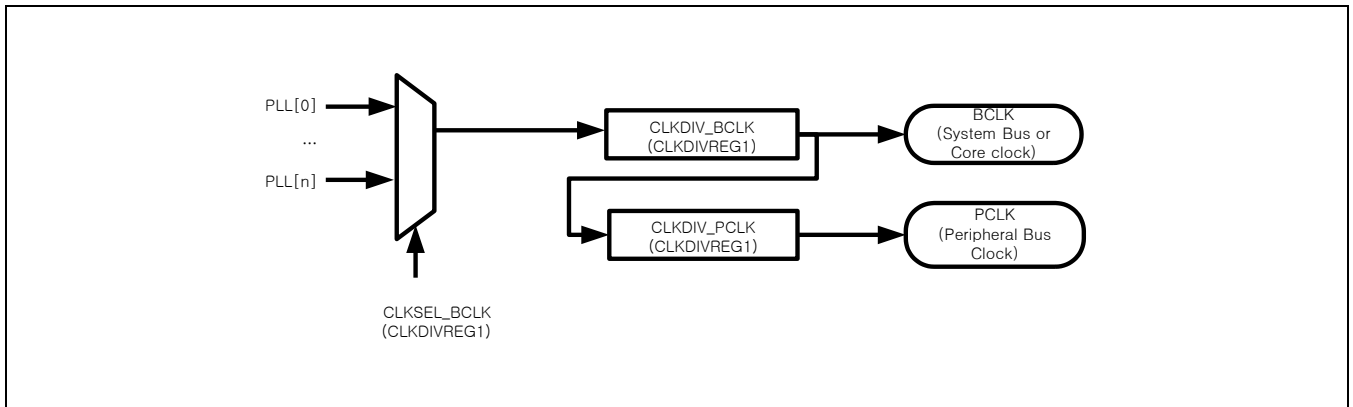 PLL[0]
...
PLL[n]
CLKSEL_BCLK
(CLKDIVREG1)
CLKDIV_BCLK
(CLKDIVREG1)
CLKDIV_PCLK
(CLKDIVREG1)
BCLK
(System Bus or
Core clock)
PCLK
(Peripheral Bus
Clock)